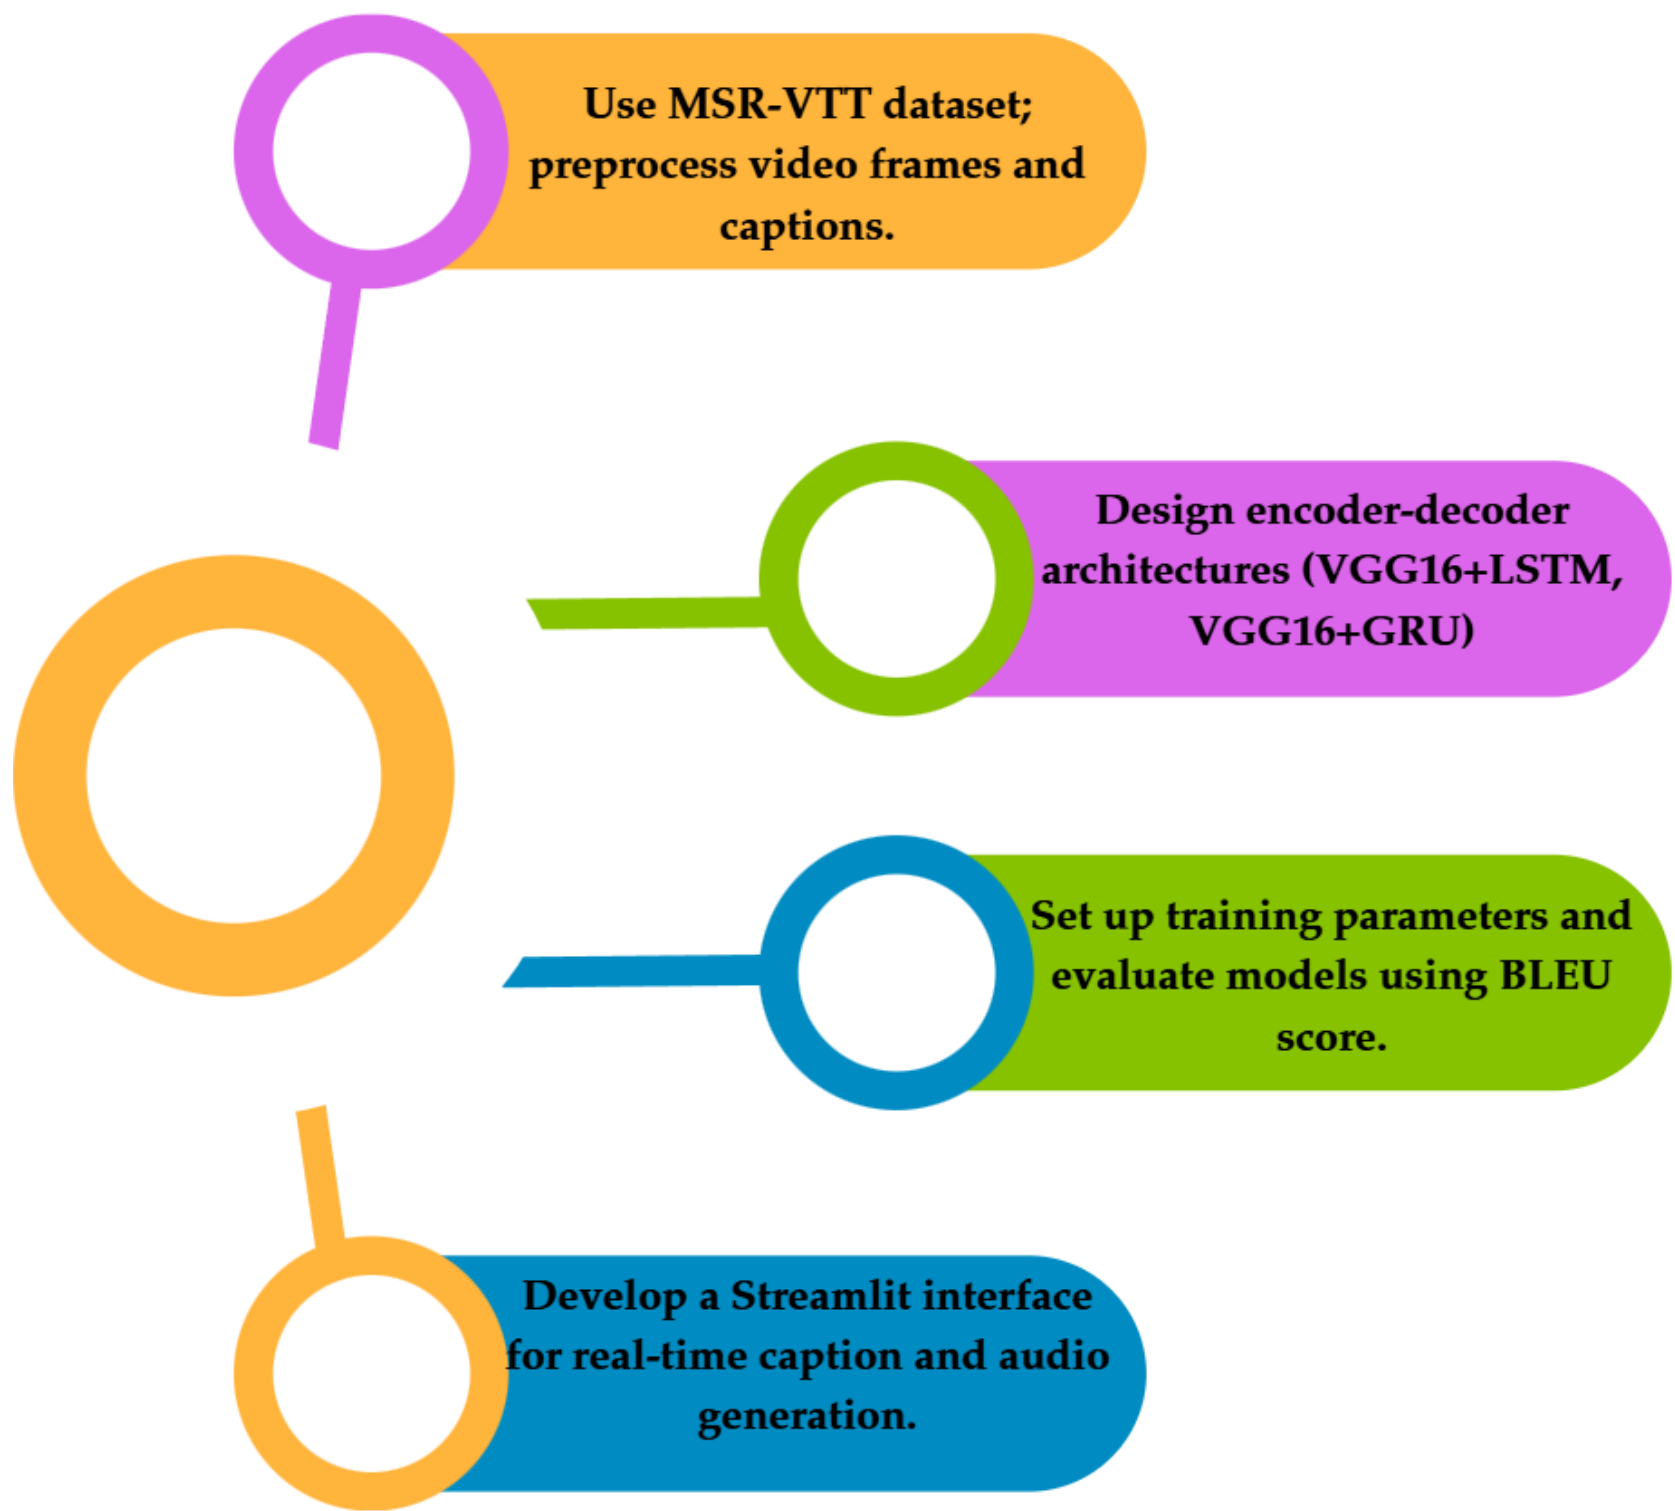 Use MSR-VTT dataset;
preprocess video frames and
captions.
Design encoder-decoder
architectures (VGG16+LSTM,
VGG16+GRU)
Set up training parameters and
evaluate models using BLEU
score.
Develop a Streamlit interface
for real-time caption and audio
generation.